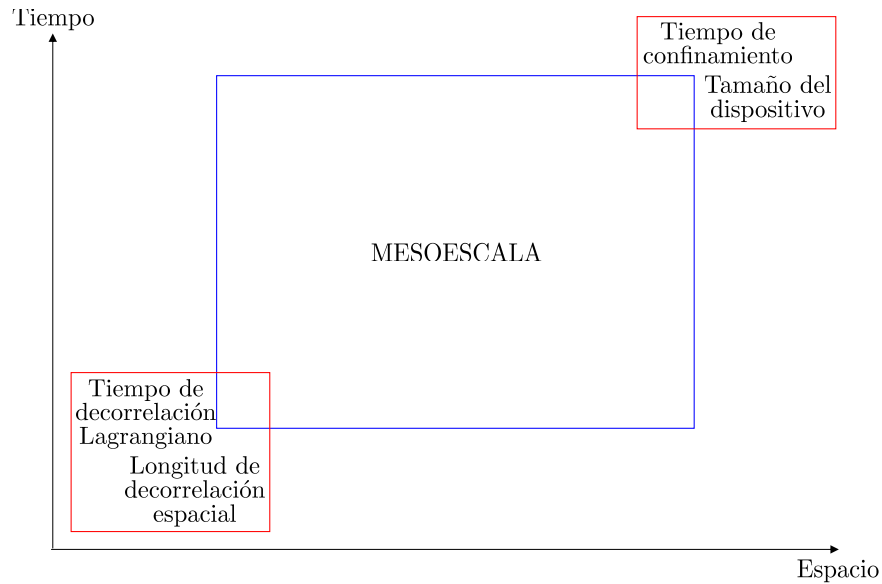 Tiempo
Tiempo de
confinamiento
Tamaño del
dispositivo
MESOESCALA
Tiempo de
decorrelación
Lagrangiano
Longitud de
decorrelación
espacial
Espacio